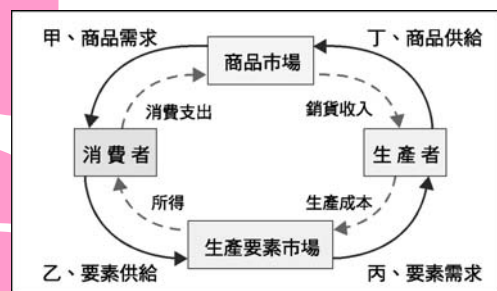 甲、商品需求
丁、商品供給
商品市場
消費支出
銷貨收入
消費者
生產者
所得
生產成本
生產要素市場
乙、要素供給
丙、要素需求